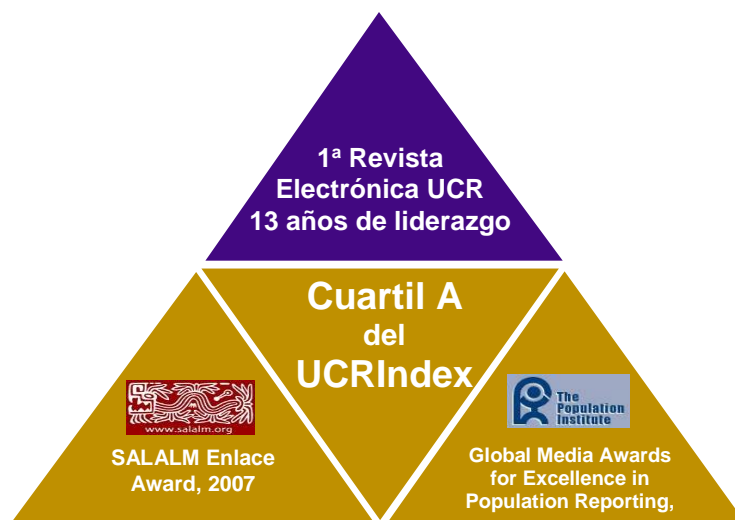 1ª Revista
Electrónica UCR
13 años de liderazgo
Cuartil A
del
UCRIndex
www.salalm.org
SALALM Enlace
Award, 2007
The
Population
Institute
Global Media Awards
for Excellence in
Population Reporting,